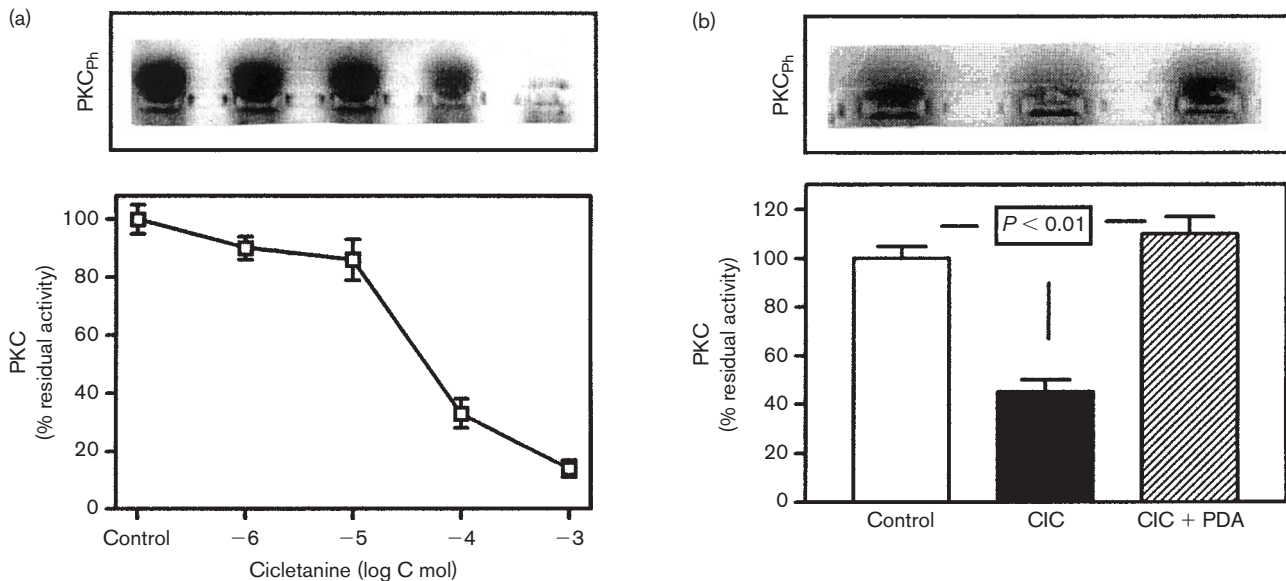 (a)
PKCPh
100
80
60
40
20
0
PKC
(% residual activity)
Control
−6
−5
−4
−3
Cicletanine (log C mol)
(b)
PKCPh
120
100
80
60
40
20
0
PKC
(% residual activity)
P < 0.01
Control
CIC
CIC + PDA